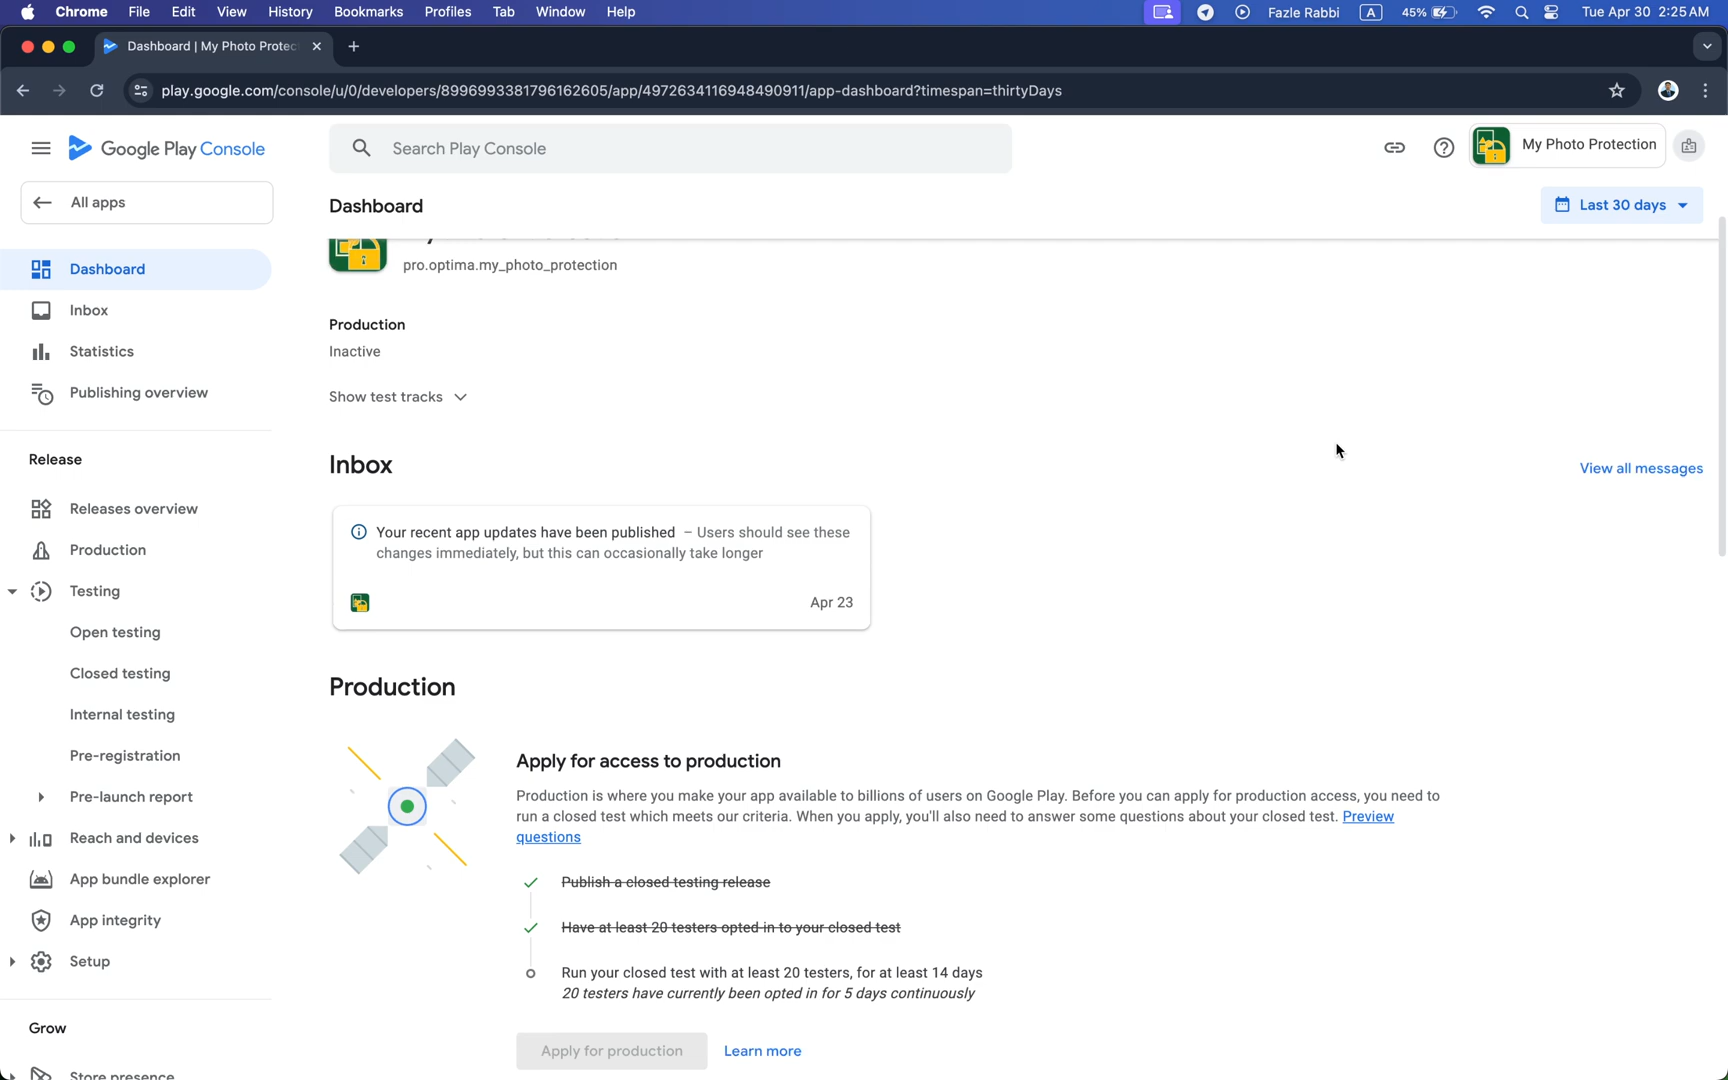 Chrome File Edit View History Bookmarks Profiles Tab Window Help Fazle Rabbi A 45% Tue Apr 30 2:25 AM
Dashboard | My Photo Protec
play.google.com/console/u/0/developers/8996993381796162605/app/4972634116948490911/app-dashboard?timespan=thirtyDays
Google Play Console
Search Play Console
My Photo Protection
All apps
Dashboard
Last 30 days
Dashboard
Inbox
Statistics
Publishing overview
Release
Releases overview
Production
Testing
Open testing
Closed testing
Internal testing
Pre-registration
Pre-launch report
Reach and devices
App bundle explorer
App integrity
Setup
Grow
Store presence
pro.optima.my_photo_protection
Production
Inactive
Show test tracks
Inbox
View all messages
Your recent app updates have been published – Users should see these
changes immediately, but this can occasionally take longer
Apr 23
Production
Apply for access to production
Production is where you make your app available to billions of users on Google Play. Before you can apply for production access, you need to
run a closed test which meets our criteria. When you apply, you'll also need to answer some questions about your closed test. Preview
questions
Publish a closed testing release
Have at least 20 testers opted in to your closed test
Run your closed test with at least 20 testers, for at least 14 days
20 testers have currently been opted in for 5 days continuously
Apply for production
Learn more